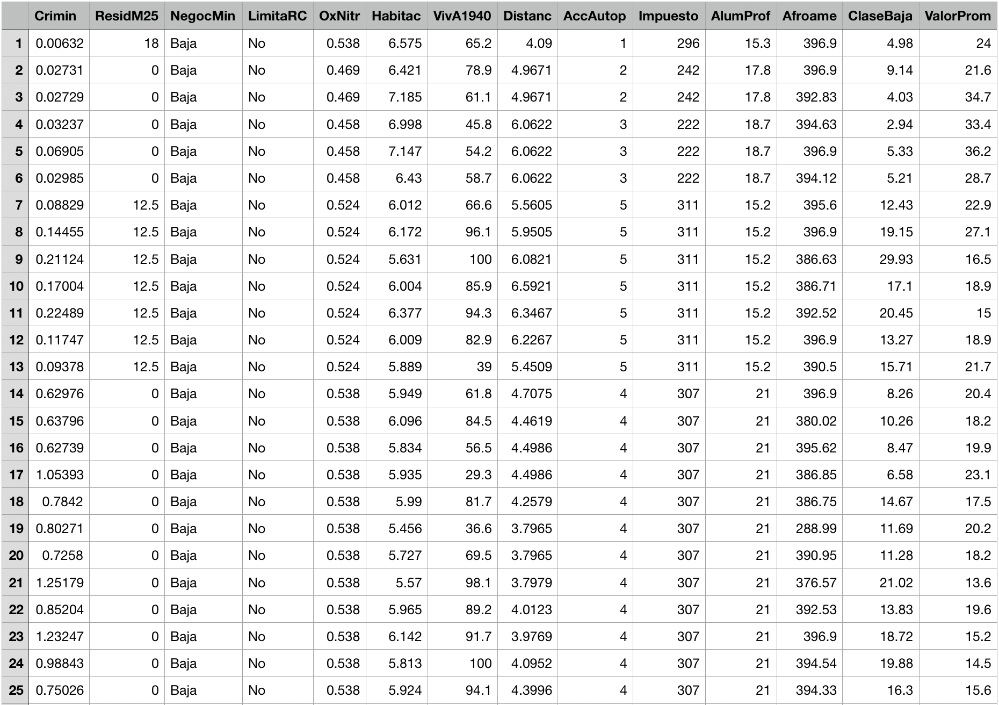 Crimin ResidM25 NegocMin LimitaRC OxNitr Habitac VivA1940 Distanc AccAutop Impuesto AlumProf Afroame ClaseBaja ValorProm
1 0.00632 18 Baja No 0.538 6.575 65.2 4.09 1 296 15.3 396.9 4.98 24
2 0.02731 0 Baja No 0.469 6.421 78.9 4.9671 2 242 17.8 396.9 9.14 21.6
3 0.02729 0 Baja No 0.469 7.185 61.1 4.9671 2 242 17.8 392.83 4.03 34.7
4 0.03237 0 Baja No 0.458 6.998 45.8 6.0622 3 222 18.7 394.63 2.94 33.4
5 0.06905 0 Baja No 0.458 7.147 54.2 6.0622 3 222 18.7 396.9 5.33 36.2
6 0.02985 0 Baja No 0.458 6.43 58.7 6.0622 3 222 18.7 394.12 5.21 28.7
7 0.08829 12.5 Baja No 0.524 6.012 66.6 5.5605 5 311 15.2 395.6 12.43 22.9
8 0.14455 12.5 Baja No 0.524 6.172 96.1 5.9505 5 311 15.2 396.9 19.15 27.1
9 0.21124 12.5 Baja No 0.524 5.631 100 6.0821 5 311 15.2 386.63 29.93 16.5
10 0.17004 12.5 Baja No 0.524 6.004 85.9 6.5921 5 311 15.2 386.71 17.1 18.9
11 0.22489 12.5 Baja No 0.524 6.377 94.3 6.3467 5 311 15.2 392.52 20.45 15
12 0.11747 12.5 Baja No 0.524 6.009 82.9 6.2267 5 311 15.2 396.9 13.27 18.9
13 0.09378 12.5 Baja No 0.524 5.889 39 5.4509 5 311 15.2 390.5 15.71 21.7
14 0.62976 0 Baja No 0.538 5.949 61.8 4.7075 4 307 21 396.9 8.26 20.4
15 0.63796 0 Baja No 0.538 6.096 84.5 4.4619 4 307 21 380.02 10.26 18.2
16 0.62739 0 Baja No 0.538 5.834 56.5 4.4986 4 307 21 395.62 8.47 19.9
17 1.05393 0 Baja No 0.538 5.935 29.3 4.4986 4 307 21 386.85 6.58 23.1
18 0.7842 0 Baja No 0.538 5.99 81.7 4.2579 4 307 21 386.75 14.67 17.5
19 0.80271 0 Baja No 0.538 5.456 36.6 3.7965 4 307 21 288.99 11.69 20.2
20 0.7258 0 Baja No 0.538 5.727 69.5 3.7965 4 307 21 390.95 11.28 18.2
21 1.25179 0 Baja No 0.538 5.57 98.1 3.7979 4 307 21 376.57 21.02 13.6
22 0.85204 0 Baja No 0.538 5.965 89.2 4.0123 4 307 21 392.53 13.83 19.6
23 1.23247 0 Baja No 0.538 6.142 91.7 3.9769 4 307 21 396.9 18.72 15.2
24 0.98843 0 Baja No 0.538 5.813 100 4.0952 4 307 21 394.54 19.88 14.5
25 0.75026 0 Baja No 0.538 5.924 94.1 4.3996 4 307 21 394.33 16.3 15.6